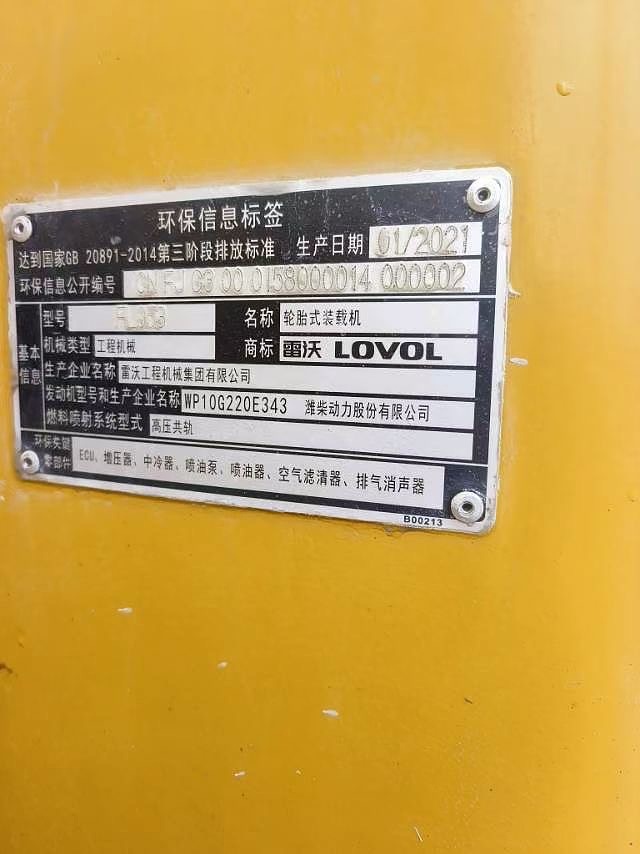 环保信息标签
达到国家GB 20891-2014第三阶段排放标准 生产日期 01/2021
环保信息公开编号 CN FJ G3 00 0158000014 000002
基本信息
型号 名称 轮胎式装载机
机械类型 工程机械 商标 雷沃 LOVOL
生产企业名称 雷沃工程机械集团有限公司
发动机型号和生产企业名称 WP10G220E343 潍柴动力股份有限公司
燃料喷射系统型式 高压共轨
环保关键零部件 ECU、增压器、中冷器、喷油泵、喷油器、空气滤清器、排气消声器
B00213